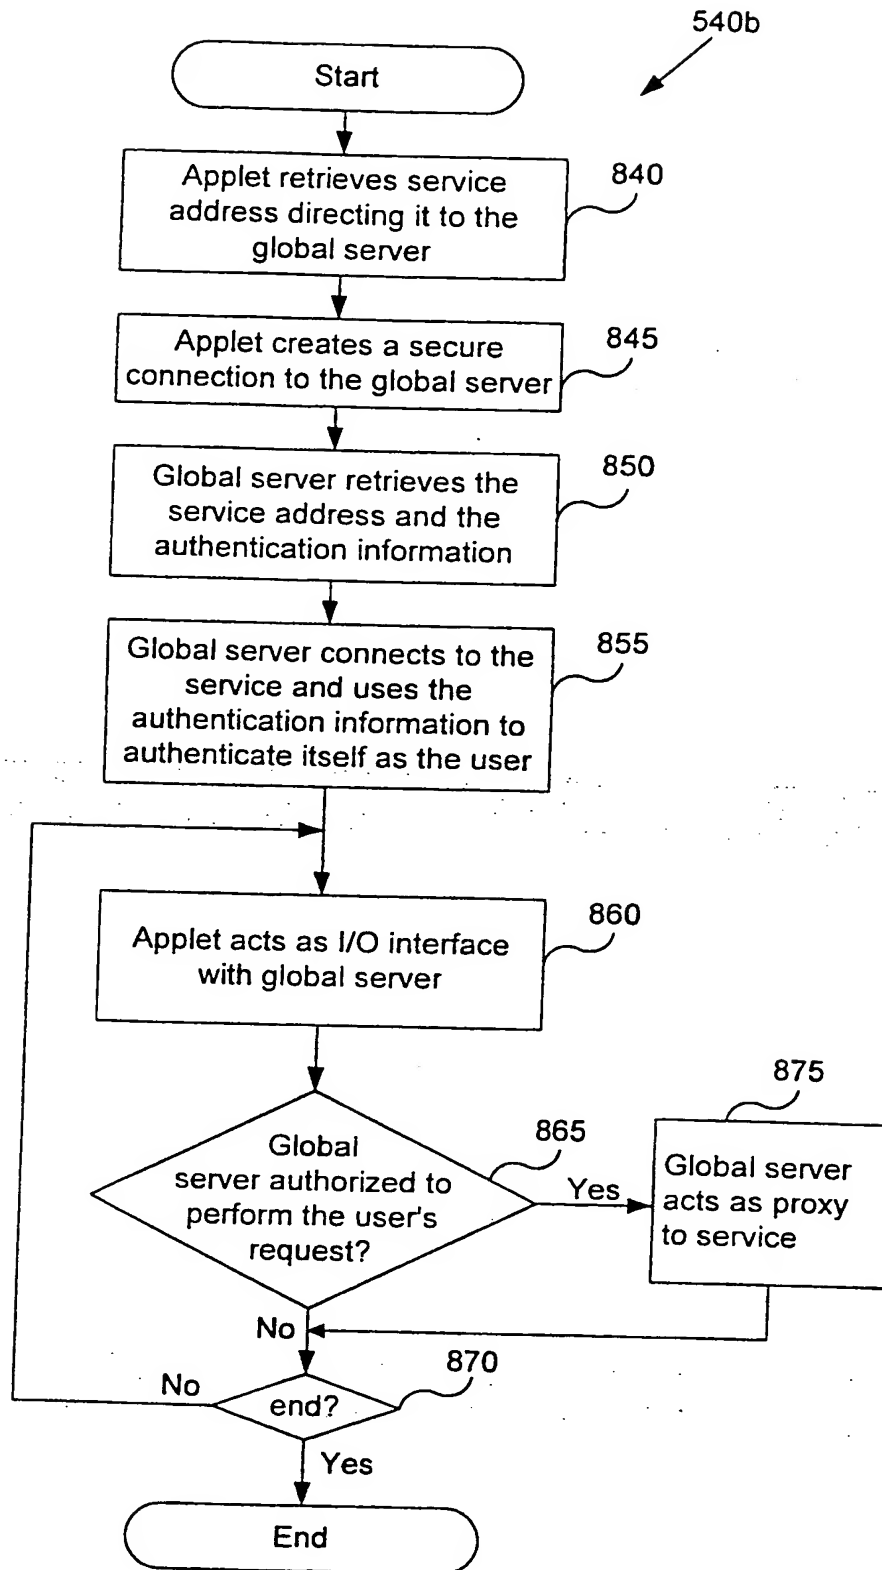 540b
Start
Applet retrieves service
address directing it to the
global server
840
Applet creates a secure
connection to the global server
845
Global server retrieves the
service address and the
authentication information
850
Global server connects to the
service and uses the
authentication information to
authenticate itself as the user
855
Applet acts as I/O interface
with global server
860
Global
server authorized to
perform the user's
request?
865
Yes
Global server
acts as proxy
to service
875
No
end?
870
No
Yes
End